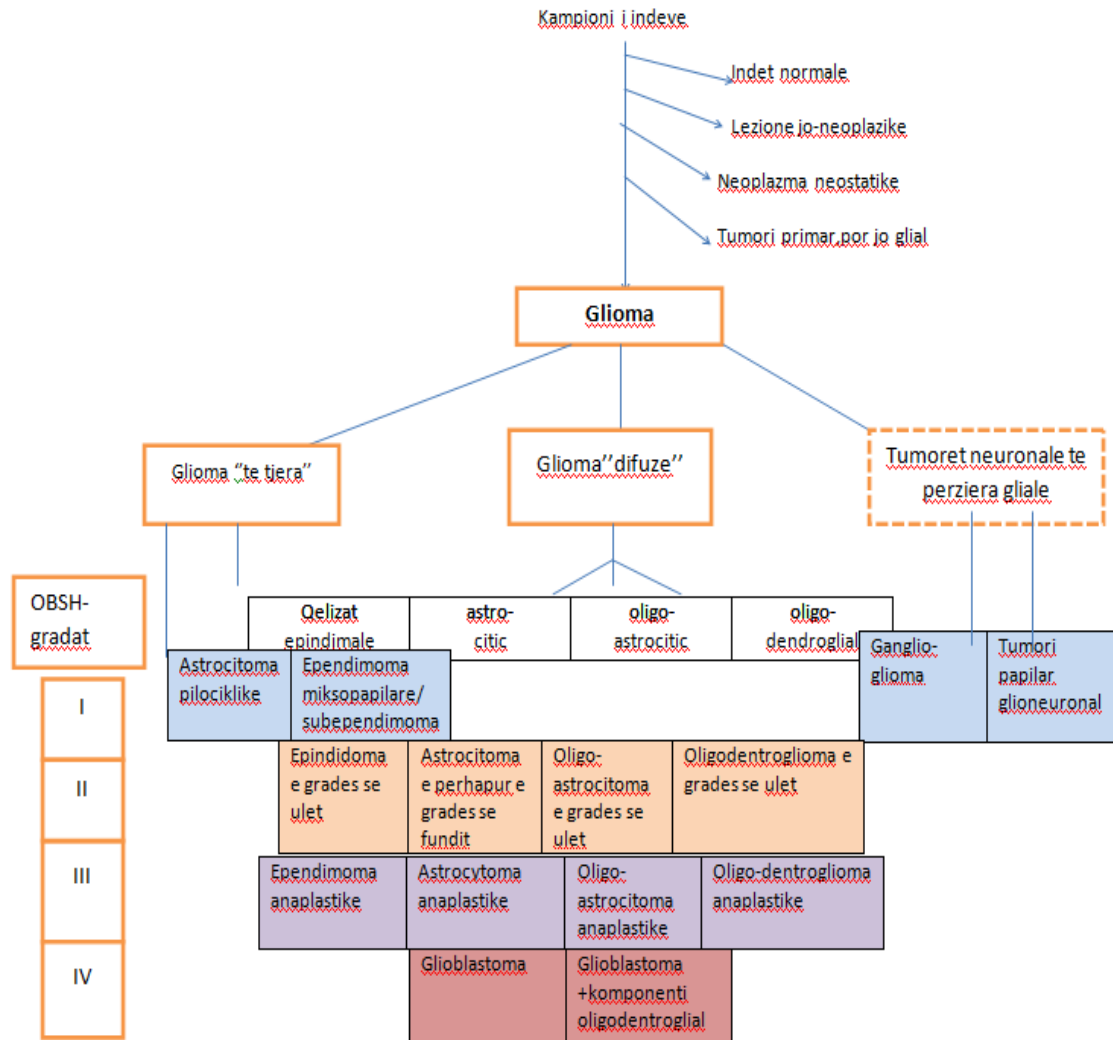 Kampioni i indeve
Indet normale
Lezione jo-neoplazike
Neoplazma neostatike
Tumori primar,por jo glial
Glioma
Glioma “te tjera”
Glioma’’difuze’’
Tumoret neuronale te
perziera gliale
OBSH-
gradat
Qelizat
epindimale
astro-
citic
oligo-
astrocitic
oligo-
dendroglial
Astrocitoma
pilociklike
Ependimoma
miksopapilare/
subependimoma
Ganglio-
glioma
Tumori
papilar
glioneuronal
I
Epindidoma
e grades se
ulet
Astrocitoma
e perhapur e
grades se
fundit
Oligo-
astrocitoma
e grades se
ulet
Oligodentroglioma e
grades se ulet
II
III
Ependimoma
anaplastike
Astrocytoma
anaplastike
Oligo-
astrocitoma
anaplastike
Oligo-dentroglioma
anaplastike
IV
Glioblastoma
Glioblastoma
+komponenti
oligodentroglial